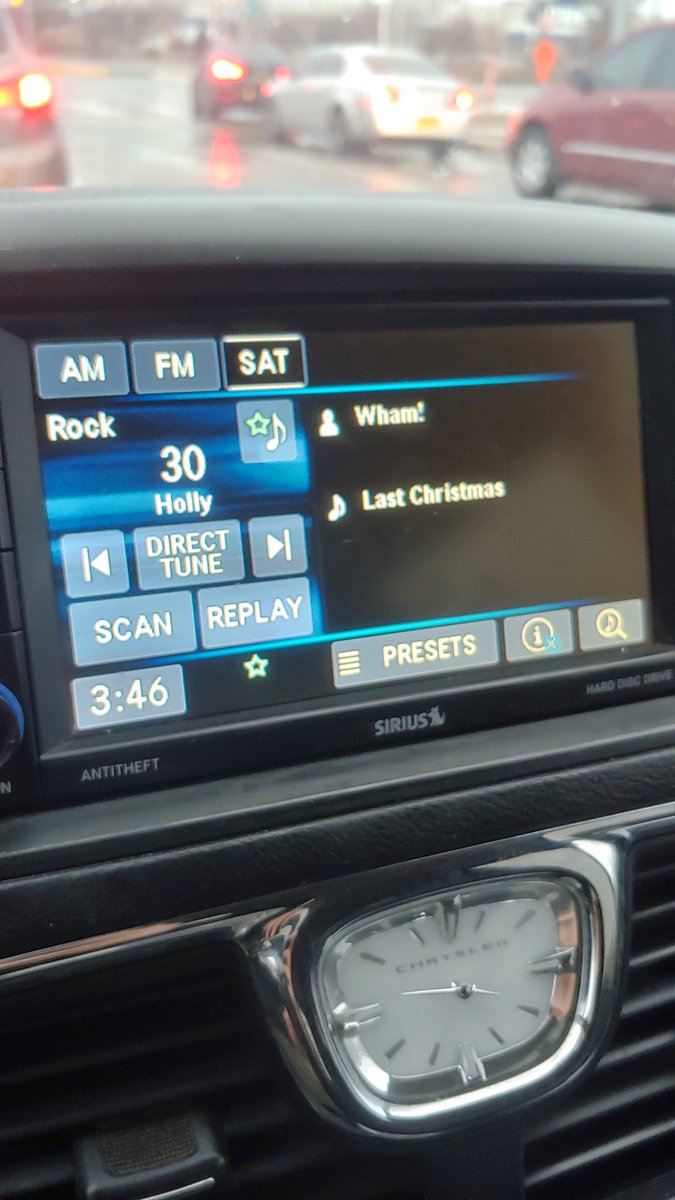 AM FM SAT
Rock
30
Holly
Wham!
Last Christmas
DIRECT
TUNE
SCAN REPLAY
PRESETS
3:46
SIRIUS
HARD DISC DRIVE
ANTITHEFT
CHRYSLER